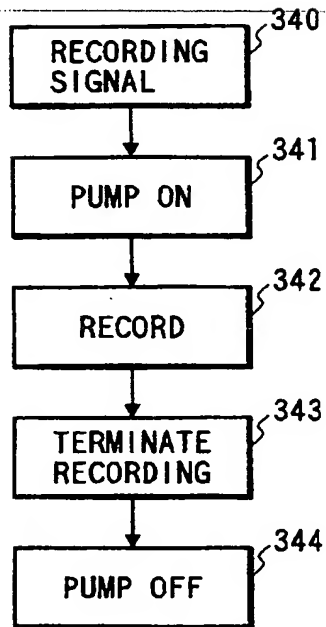 340
RECORDING
SIGNAL
341
PUMP ON
342
RECORD
343
TERMINATE
RECORDING
344
PUMP OFF